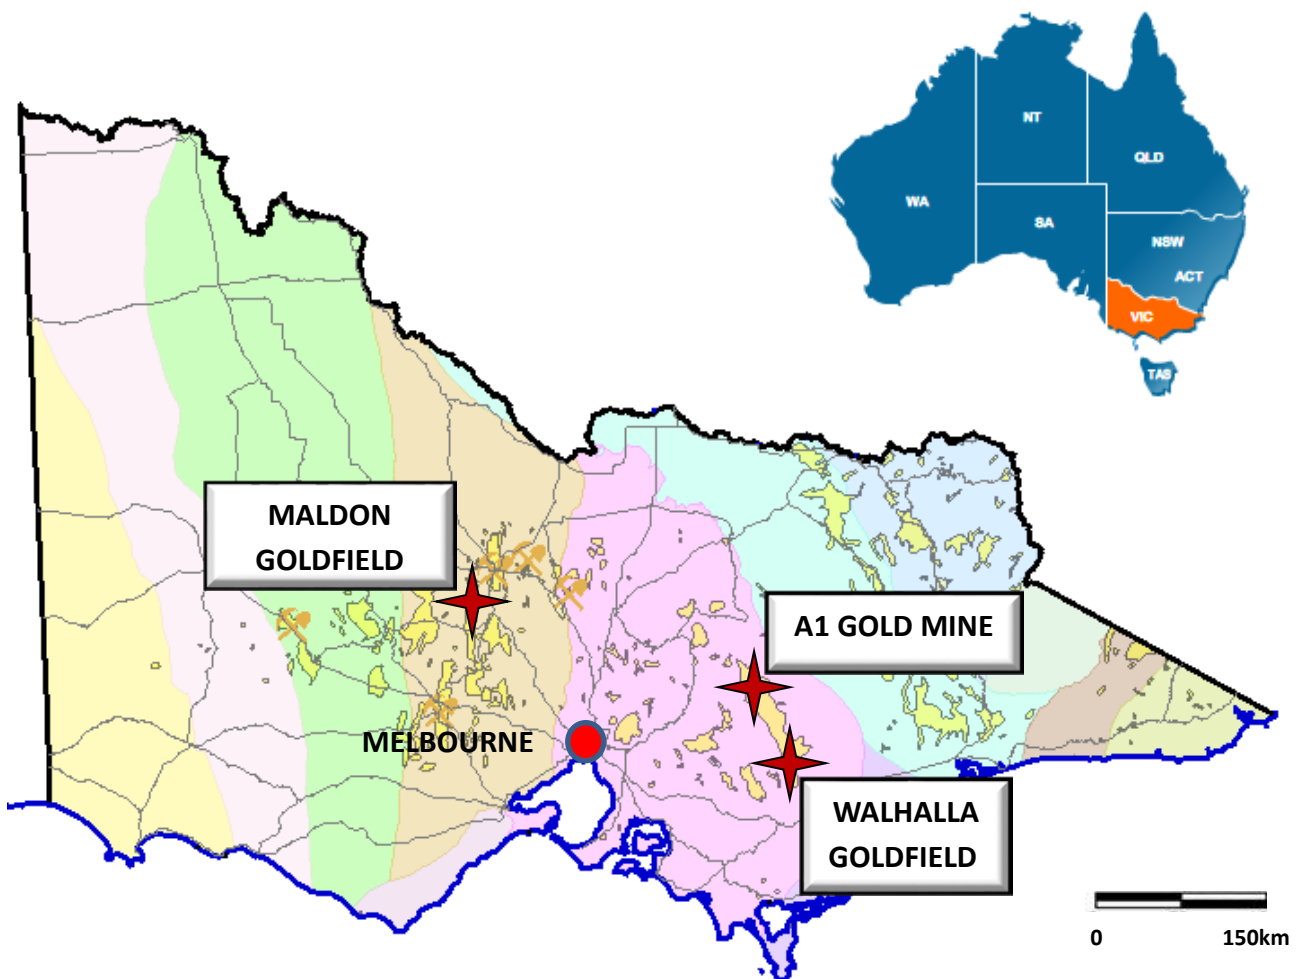 NT
QLD
WA
SA
NSW
ACT
VIC
TAS
MALDON
GOLDFIELD
A1 GOLD MINE
MELBOURNE
WALHALLA
GOLDFIELD
0 150km